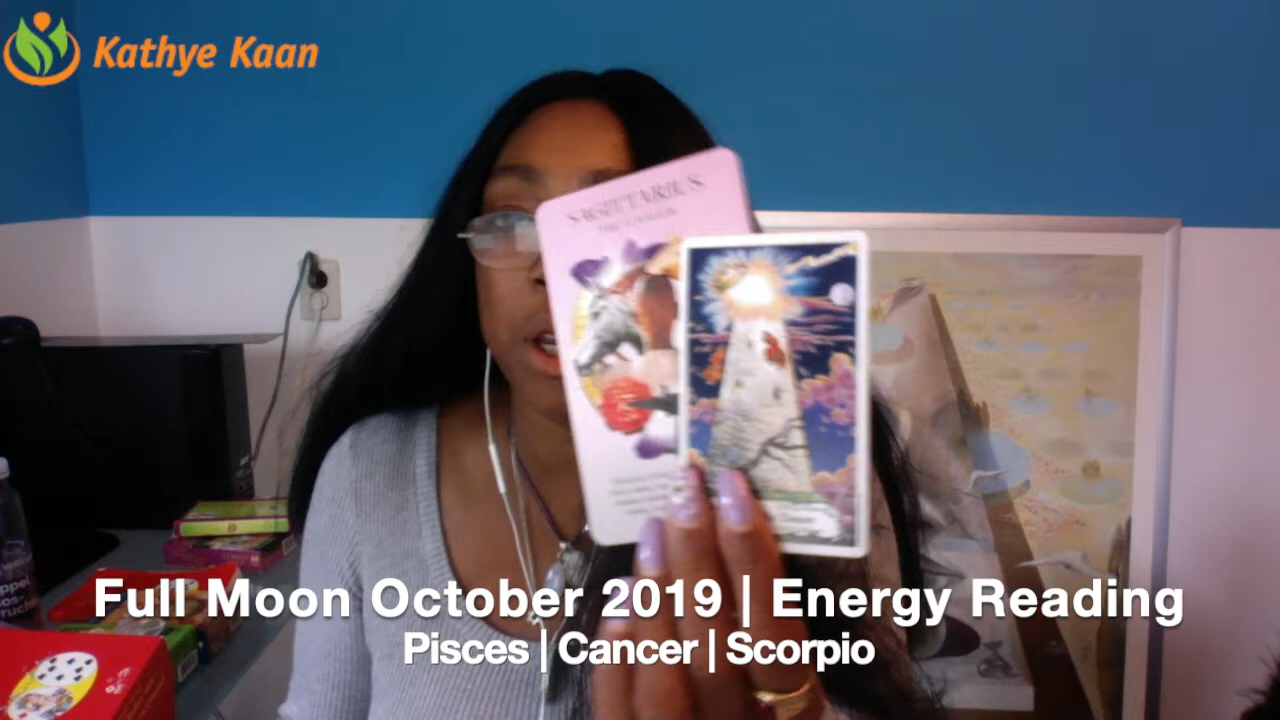 Kathye Kaan
SAGITTARIUS
Full Moon October 2019 | Energy Reading
Pisces | Cancer | Scorpio